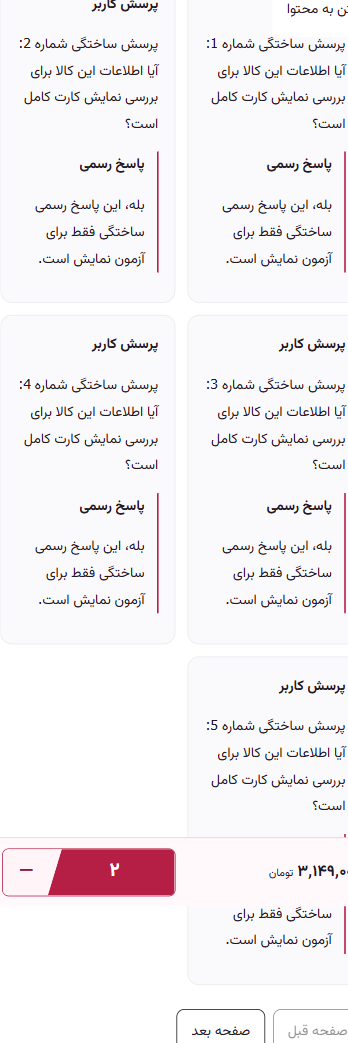 ن به محتوا
پرسش کاربر
پرسش ساختگی شماره 1:
آیا اطلاعات این کالا برای
بررسی نمایش کارت کامل
است؟
پاسخ رسمی
بله، این پاسخ رسمی
ساختگی فقط برای
آزمون نمایش است.
پرسش ساختگی شماره 2:
آیا اطلاعات این کالا برای
بررسی نمایش کارت کامل
است؟
پاسخ رسمی
بله، این پاسخ رسمی
ساختگی فقط برای
آزمون نمایش است.
پرسش کاربر
پرسش ساختگی شماره 3:
آیا اطلاعات این کالا برای
بررسی نمایش کارت کامل
است؟
پاسخ رسمی
بله، این پاسخ رسمی
ساختگی فقط برای
آزمون نمایش است.
پرسش کاربر
پرسش ساختگی شماره 4:
آیا اطلاعات این کالا برای
بررسی نمایش کارت کامل
است؟
پاسخ رسمی
بله، این پاسخ رسمی
ساختگی فقط برای
آزمون نمایش است.
پرسش کاربر
پرسش ساختگی شماره 5:
آیا اطلاعات این کالا برای
بررسی نمایش کارت کامل
است؟
تومان
۲
−
ساختگی فقط برای
آزمون نمایش است.
صفحه قبل
صفحه بعد